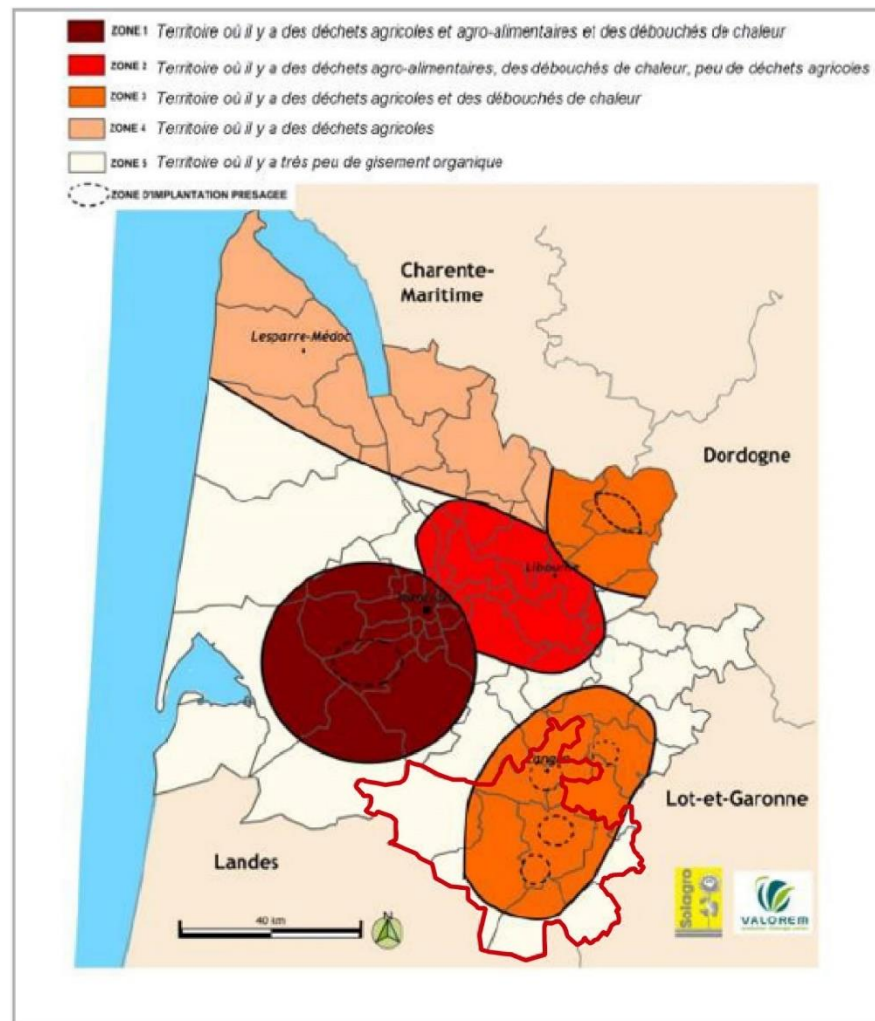 ZONE 1 Territoire où il y a des déchets agricoles et agro-alimentaires et des débouchés de chaleur
ZONE 2 Territoire où il y a des déchets agro-alimentaires, des débouchés de chaleur, peu de déchets agricoles
ZONE 3 Territoire où il y a des déchets agricoles et des débouchés de chaleur
ZONE 4 Territoire où il y a des déchets agricoles
ZONE 5 Territoire où il y a très peu de gisement organique
ZONE D'IMPLANTATION PRESAGEE
Charente-
Maritime
Lesparre-Médoc
Dordogne
Libourne
Langon
Lot-et-Garonne
Landes
40 km
N
Solagro
VALOREM